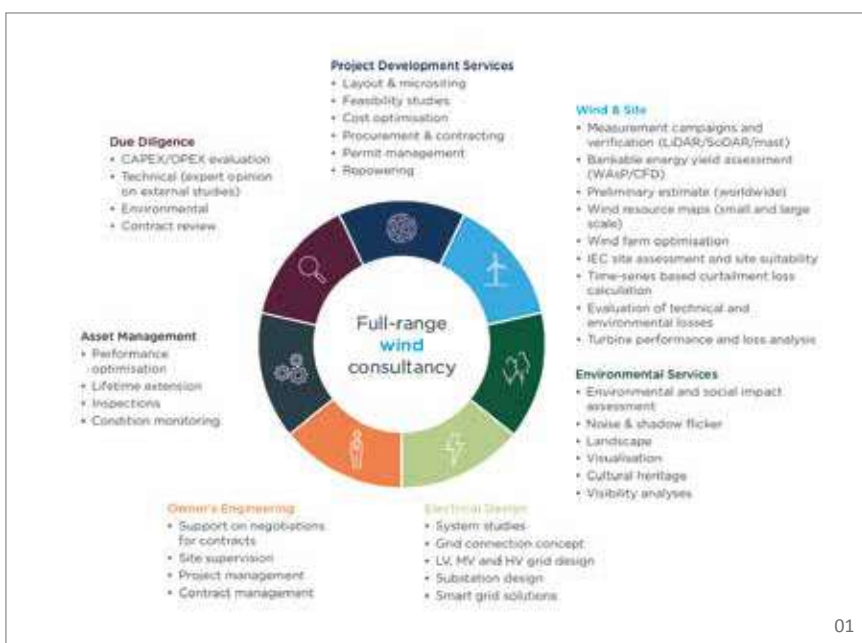 Project Development Services
• Layout & micrositing
• Feasibility studies
• Cost optimisation
• Procurement & contracting
• Permit management
• Repowering
Wind & Site
• Measurement campaigns and
verification (LiDAR/SoDAR/mast)
• Bankable energy yield assessment
(WAsP/CFD)
• Preliminary estimate (worldwide)
• Wind resource maps (small and large
scale)
• Wind farm optimisation
• IEC site assessment and site suitability
• Time-series based curtailment loss
calculation
• Evaluation of technical and
environmental losses
• Turbine performance and loss analysis
Environmental Services
• Environmental and social impact
assessment
• Noise & shadow flicker
• Landscape
• Visualisation
• Cultural heritage
• Visibility analyses
Electrical Design
• System studies
• Grid connection concept
• LV, MV and HV grid design
• Substation design
• Smart grid solutions
Owner's Engineering
• Support on negotiations
for contracts
• Site supervision
• Project management
• Contract management
Asset Management
• Performance
optimisation
• Lifetime extension
• Inspections
• Condition monitoring
Due Diligence
• CAPEX/OPEX evaluation
• Technical (expert opinion
on external studies)
• Environmental
• Contract review
Full-range
wind
consultancy
01